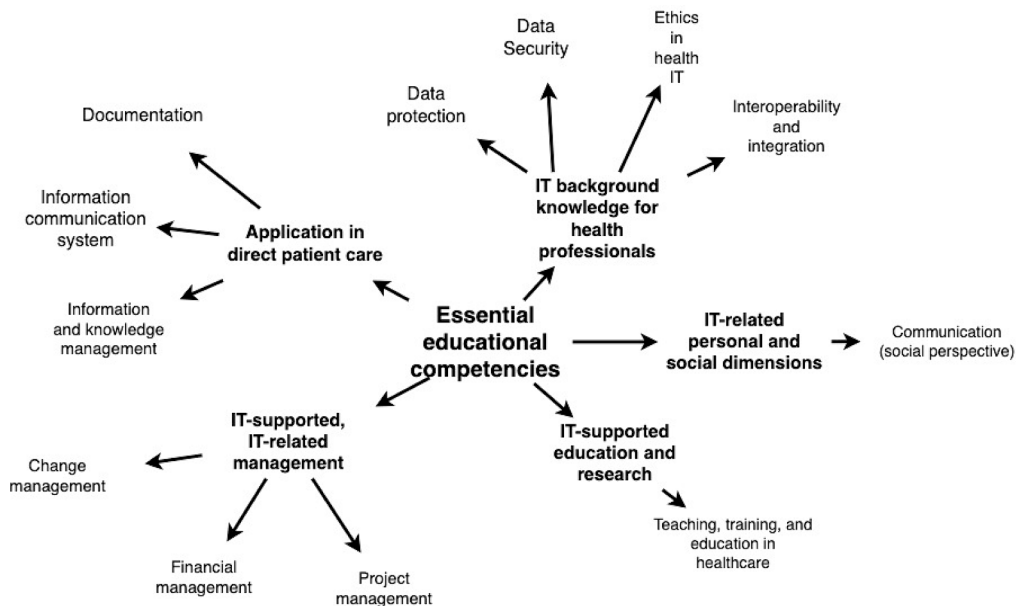 Data
Security
Ethics
in
health
IT
Data
protection
Documentation
Interoperability
and
integration
IT background
knowledge for
health
professionals
Information
communication
system
Application in
direct patient care
Information
and knowledge
management
Essential
educational
competencies
IT-related
personal and
social dimensions
Communication
(social perspective)
IT-supported,
IT-related
management
IT-supported
education and
research
Change
management
Teaching, training, and
education in
healthcare
Financial
management
Project
management